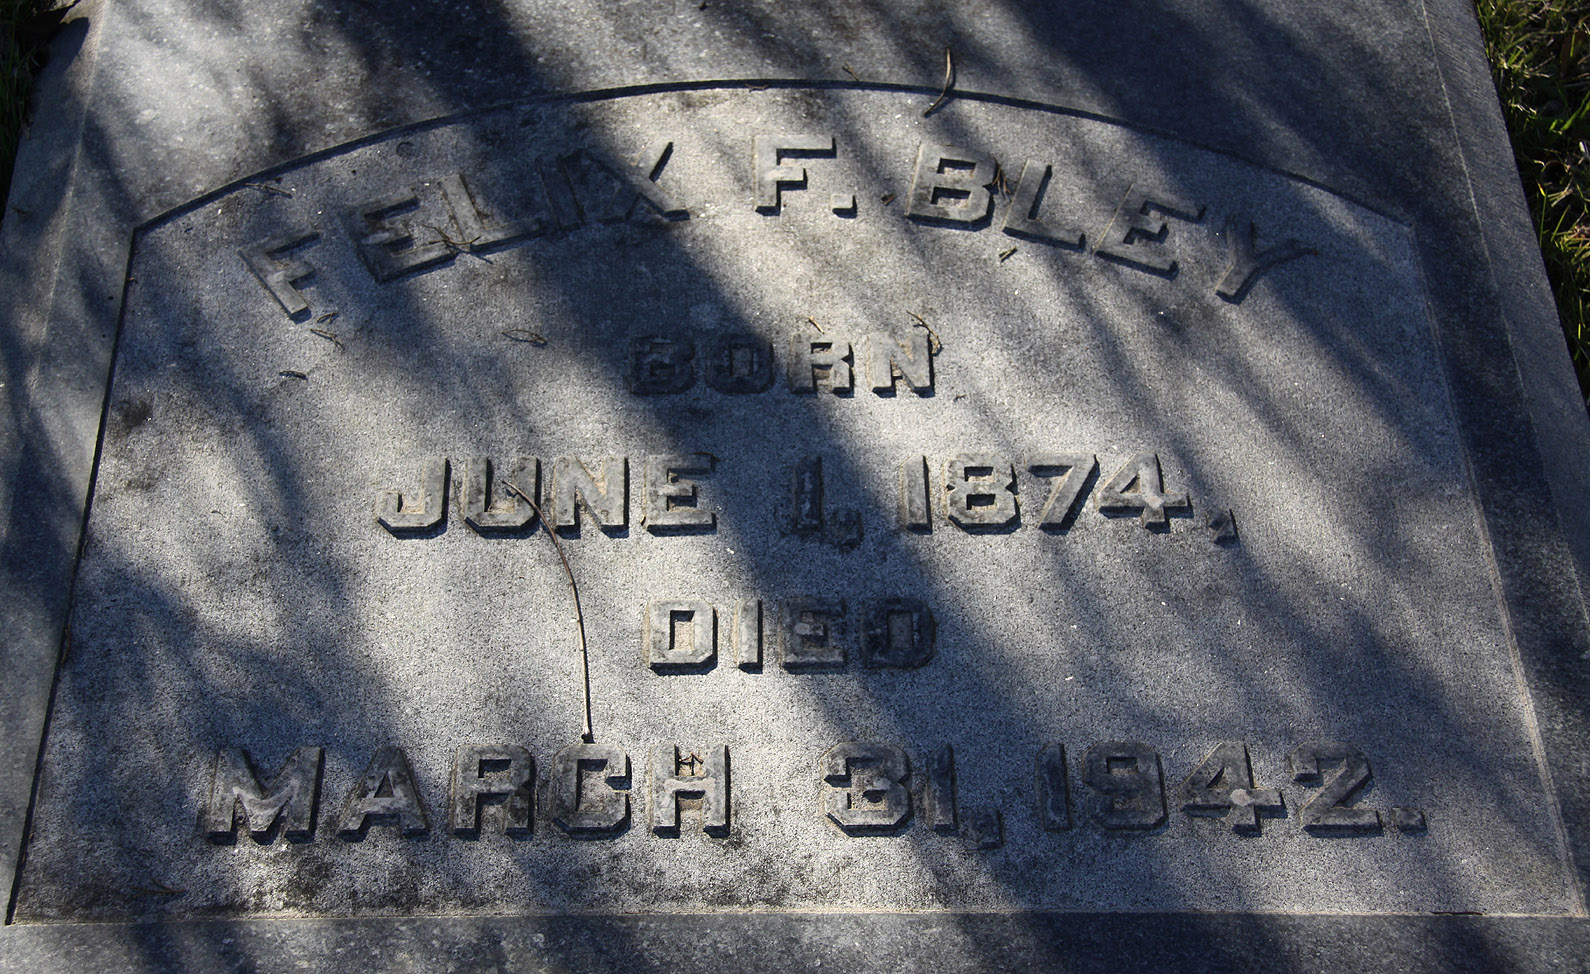 F. FELIX F. BLEY
BORN
JUNE 1, 1874,
DIED
MARCH 31, 1942.